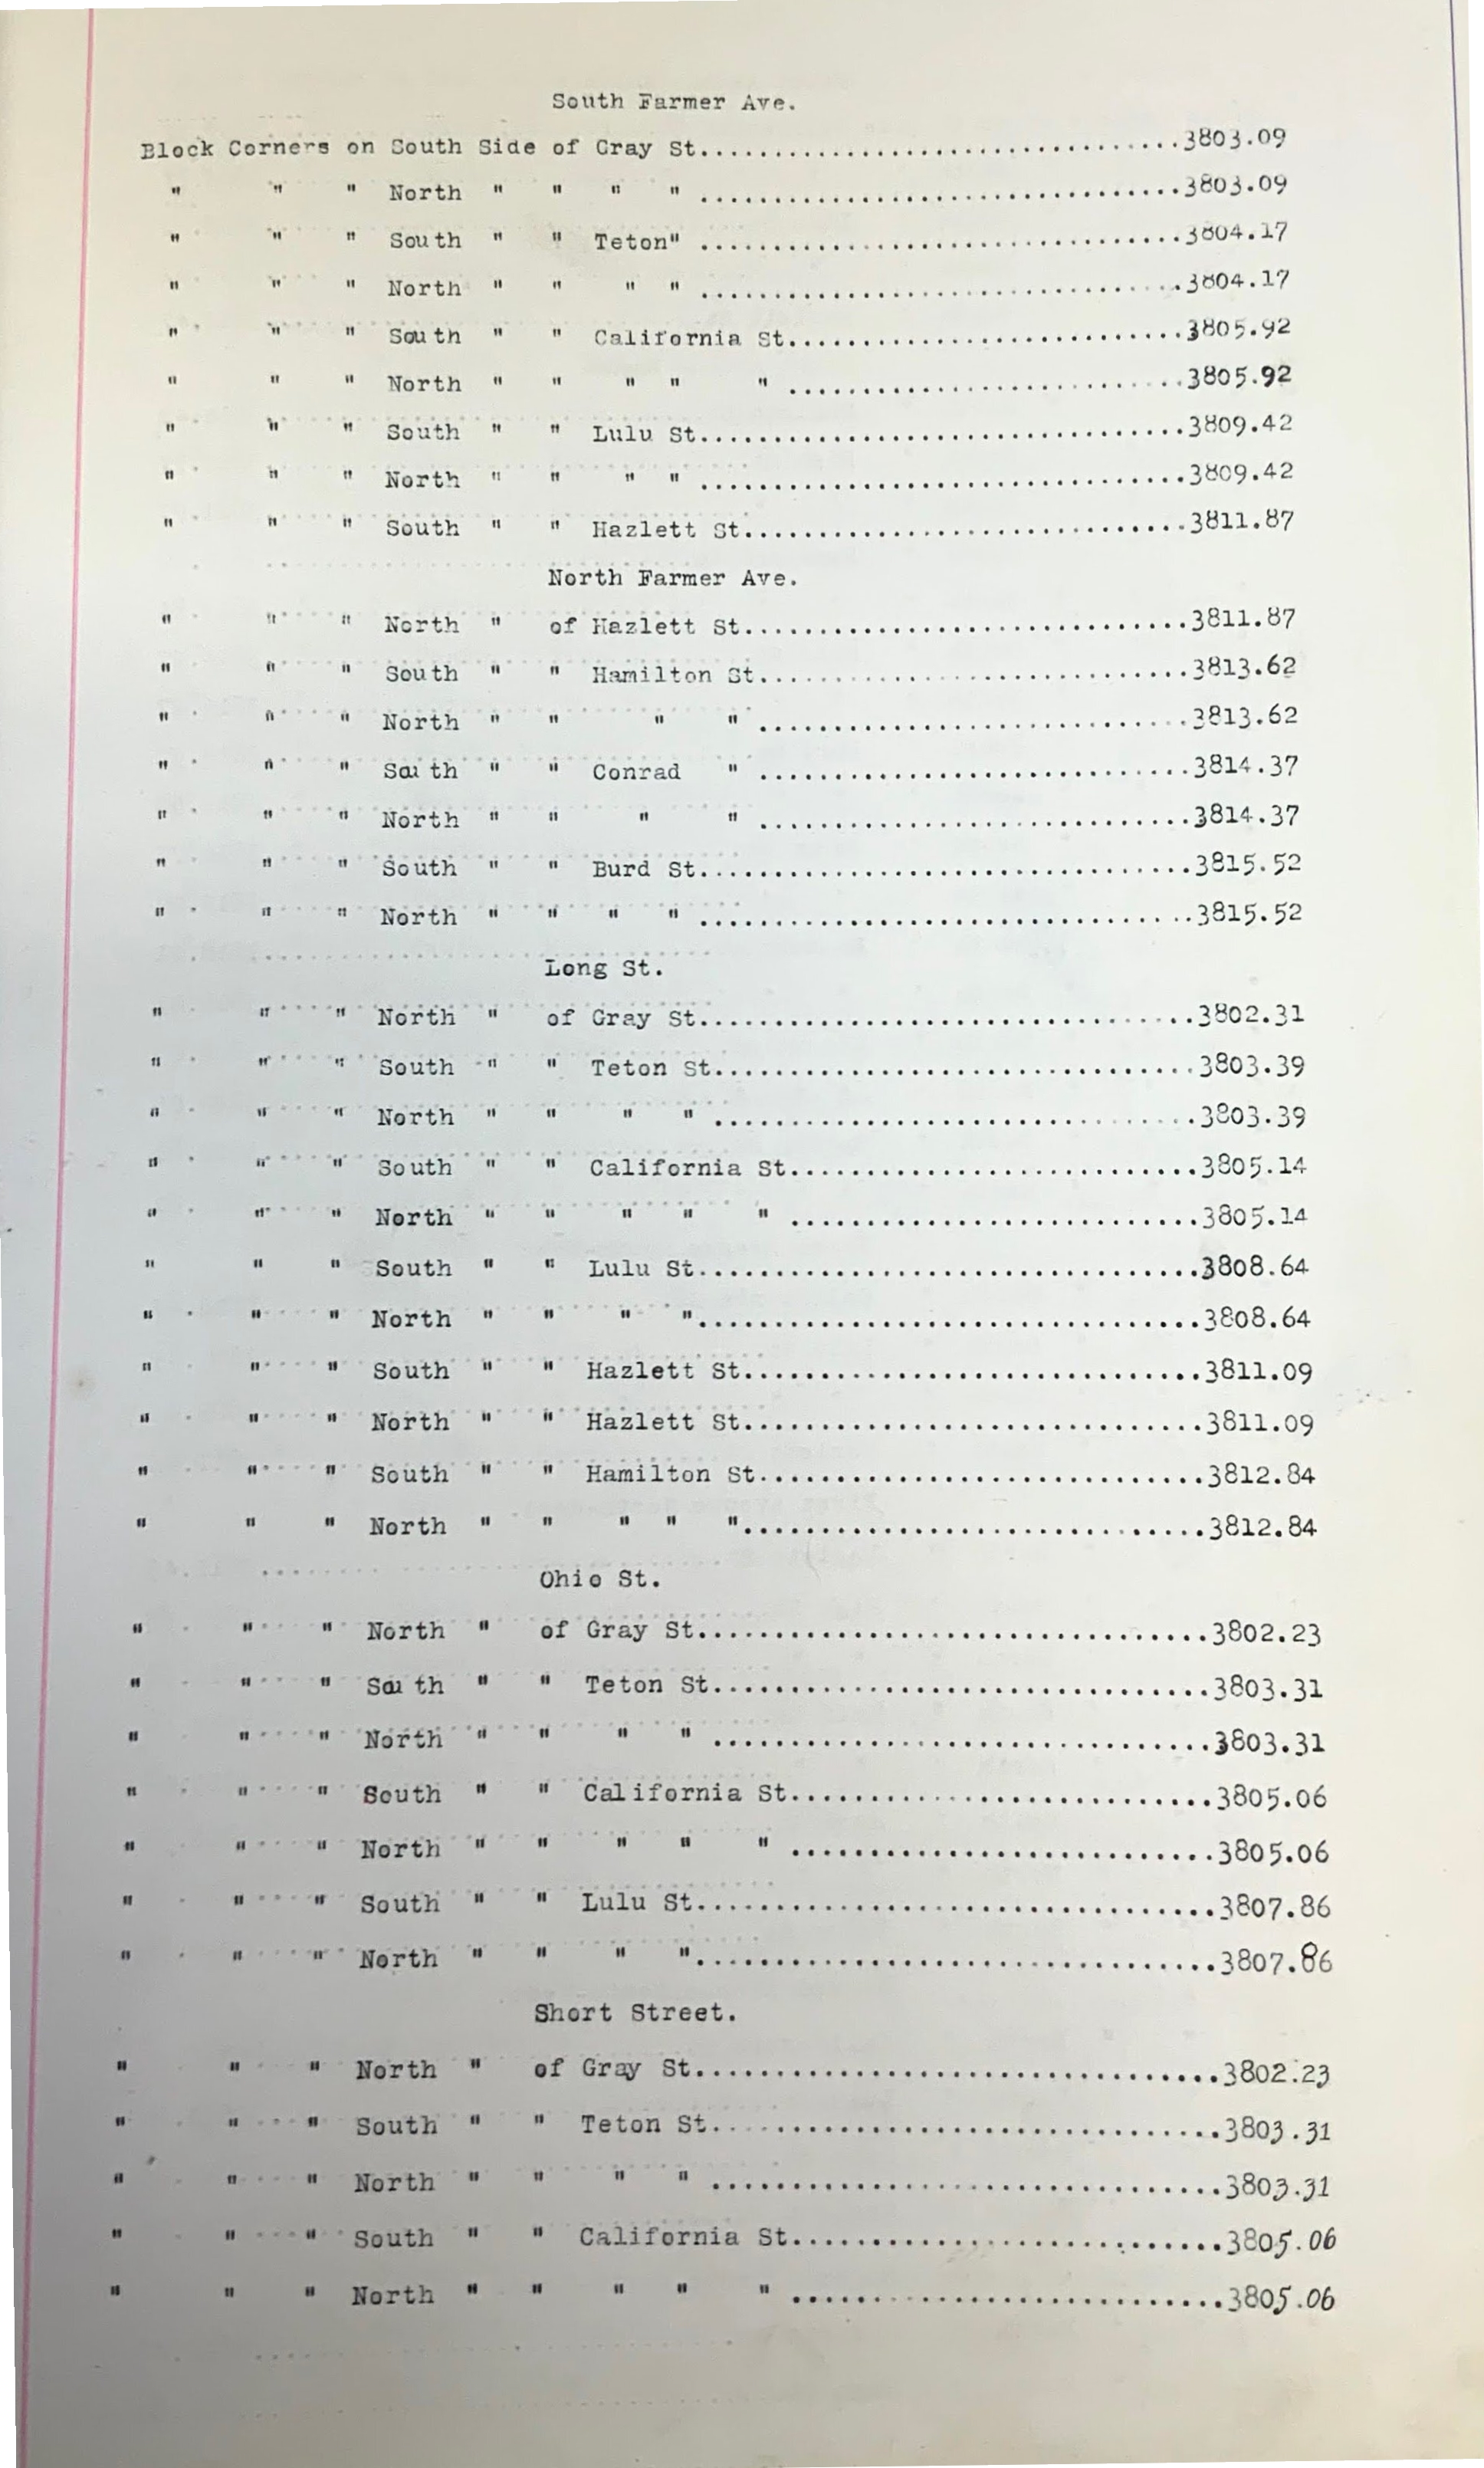 South Farmer Ave.
Block Corners on South Side of Gray St................................3803.09
" " " North " " " " ................................3803.09
" " " South " " Teton" ................................3804.17
" " " North " " " " ................................3804.17
" " " South " " California St..........................3805.92
" " " North " " " " " ..........................3805.92
" " " South " " Lulu St................................3809.42
" " " North " " " " ................................3809.42
" " " South " " Hazlett St.............................3811.87
North Farmer Ave.
" " " North " of Hazlett St.............................3811.87
" " " South " " Hamilton St............................3813.62
" " " North " " " " ............................3813.62
" " " South " " Conrad " ............................3814.37
" " " North " " " " ............................3814.37
" " " South " " Burd St................................3815.52
" " " North " " " " ................................3815.52
Long St.
" " " North " of Gray St................................3802.31
" " " South " " Teton St...............................3803.39
" " " North " " " " ...............................3803.39
" " " South " " California St..........................3805.14
" " " North " " " " " ..........................3805.14
" " " South " " Lulu St................................3808.64
" " " North " " " "................................3808.64
" " " South " " Hazlett St.............................3811.09
" " " North " " Hazlett St.............................3811.09
" " " South " " Hamilton St............................3812.84
" " " North " " " " "............................3812.84
Ohio St.
" " " North " of Gray St................................3802.23
" " " South " " Teton St...............................3803.31
" " " North " " " " ...............................3803.31
" " " South " " California St..........................3805.06
" " " North " " " " " ..........................3805.06
" " " South " " Lulu St................................3807.86
" " " North " " " "................................3807.86
Short Street.
" " " North " of Gray St................................3802.23
" " " South " " Teton St...............................3803.31
" " " North " " " " ...............................3803.31
" " " South " " California St..........................3805.06
" " " North " " " " " ..........................3805.06